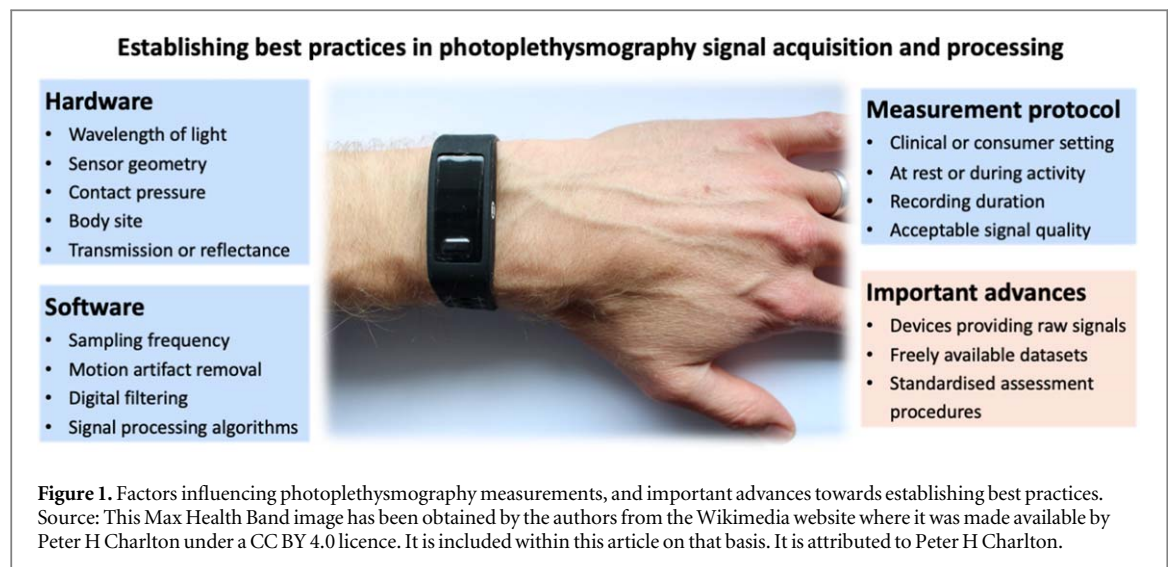 Establishing best practices in photoplethysmography signal acquisition and processing
Hardware
• Wavelength of light
• Sensor geometry
• Contact pressure
• Body site
• Transmission or reflectance
Software
• Sampling frequency
• Motion artifact removal
• Digital filtering
• Signal processing algorithms
Measurement protocol
• Clinical or consumer setting
• At rest or during activity
• Recording duration
• Acceptable signal quality
Important advances
• Devices providing raw signals
• Freely available datasets
• Standardised assessment
procedures
Figure 1. Factors influencing photoplethysmography measurements, and important advances towards establishing best practices.
Source: This Max Health Band image has been obtained by the authors from the Wikimedia website where it was made available by
Peter H Charlton under a CC BY 4.0 licence. It is included within this article on that basis. It is attributed to Peter H Charlton.